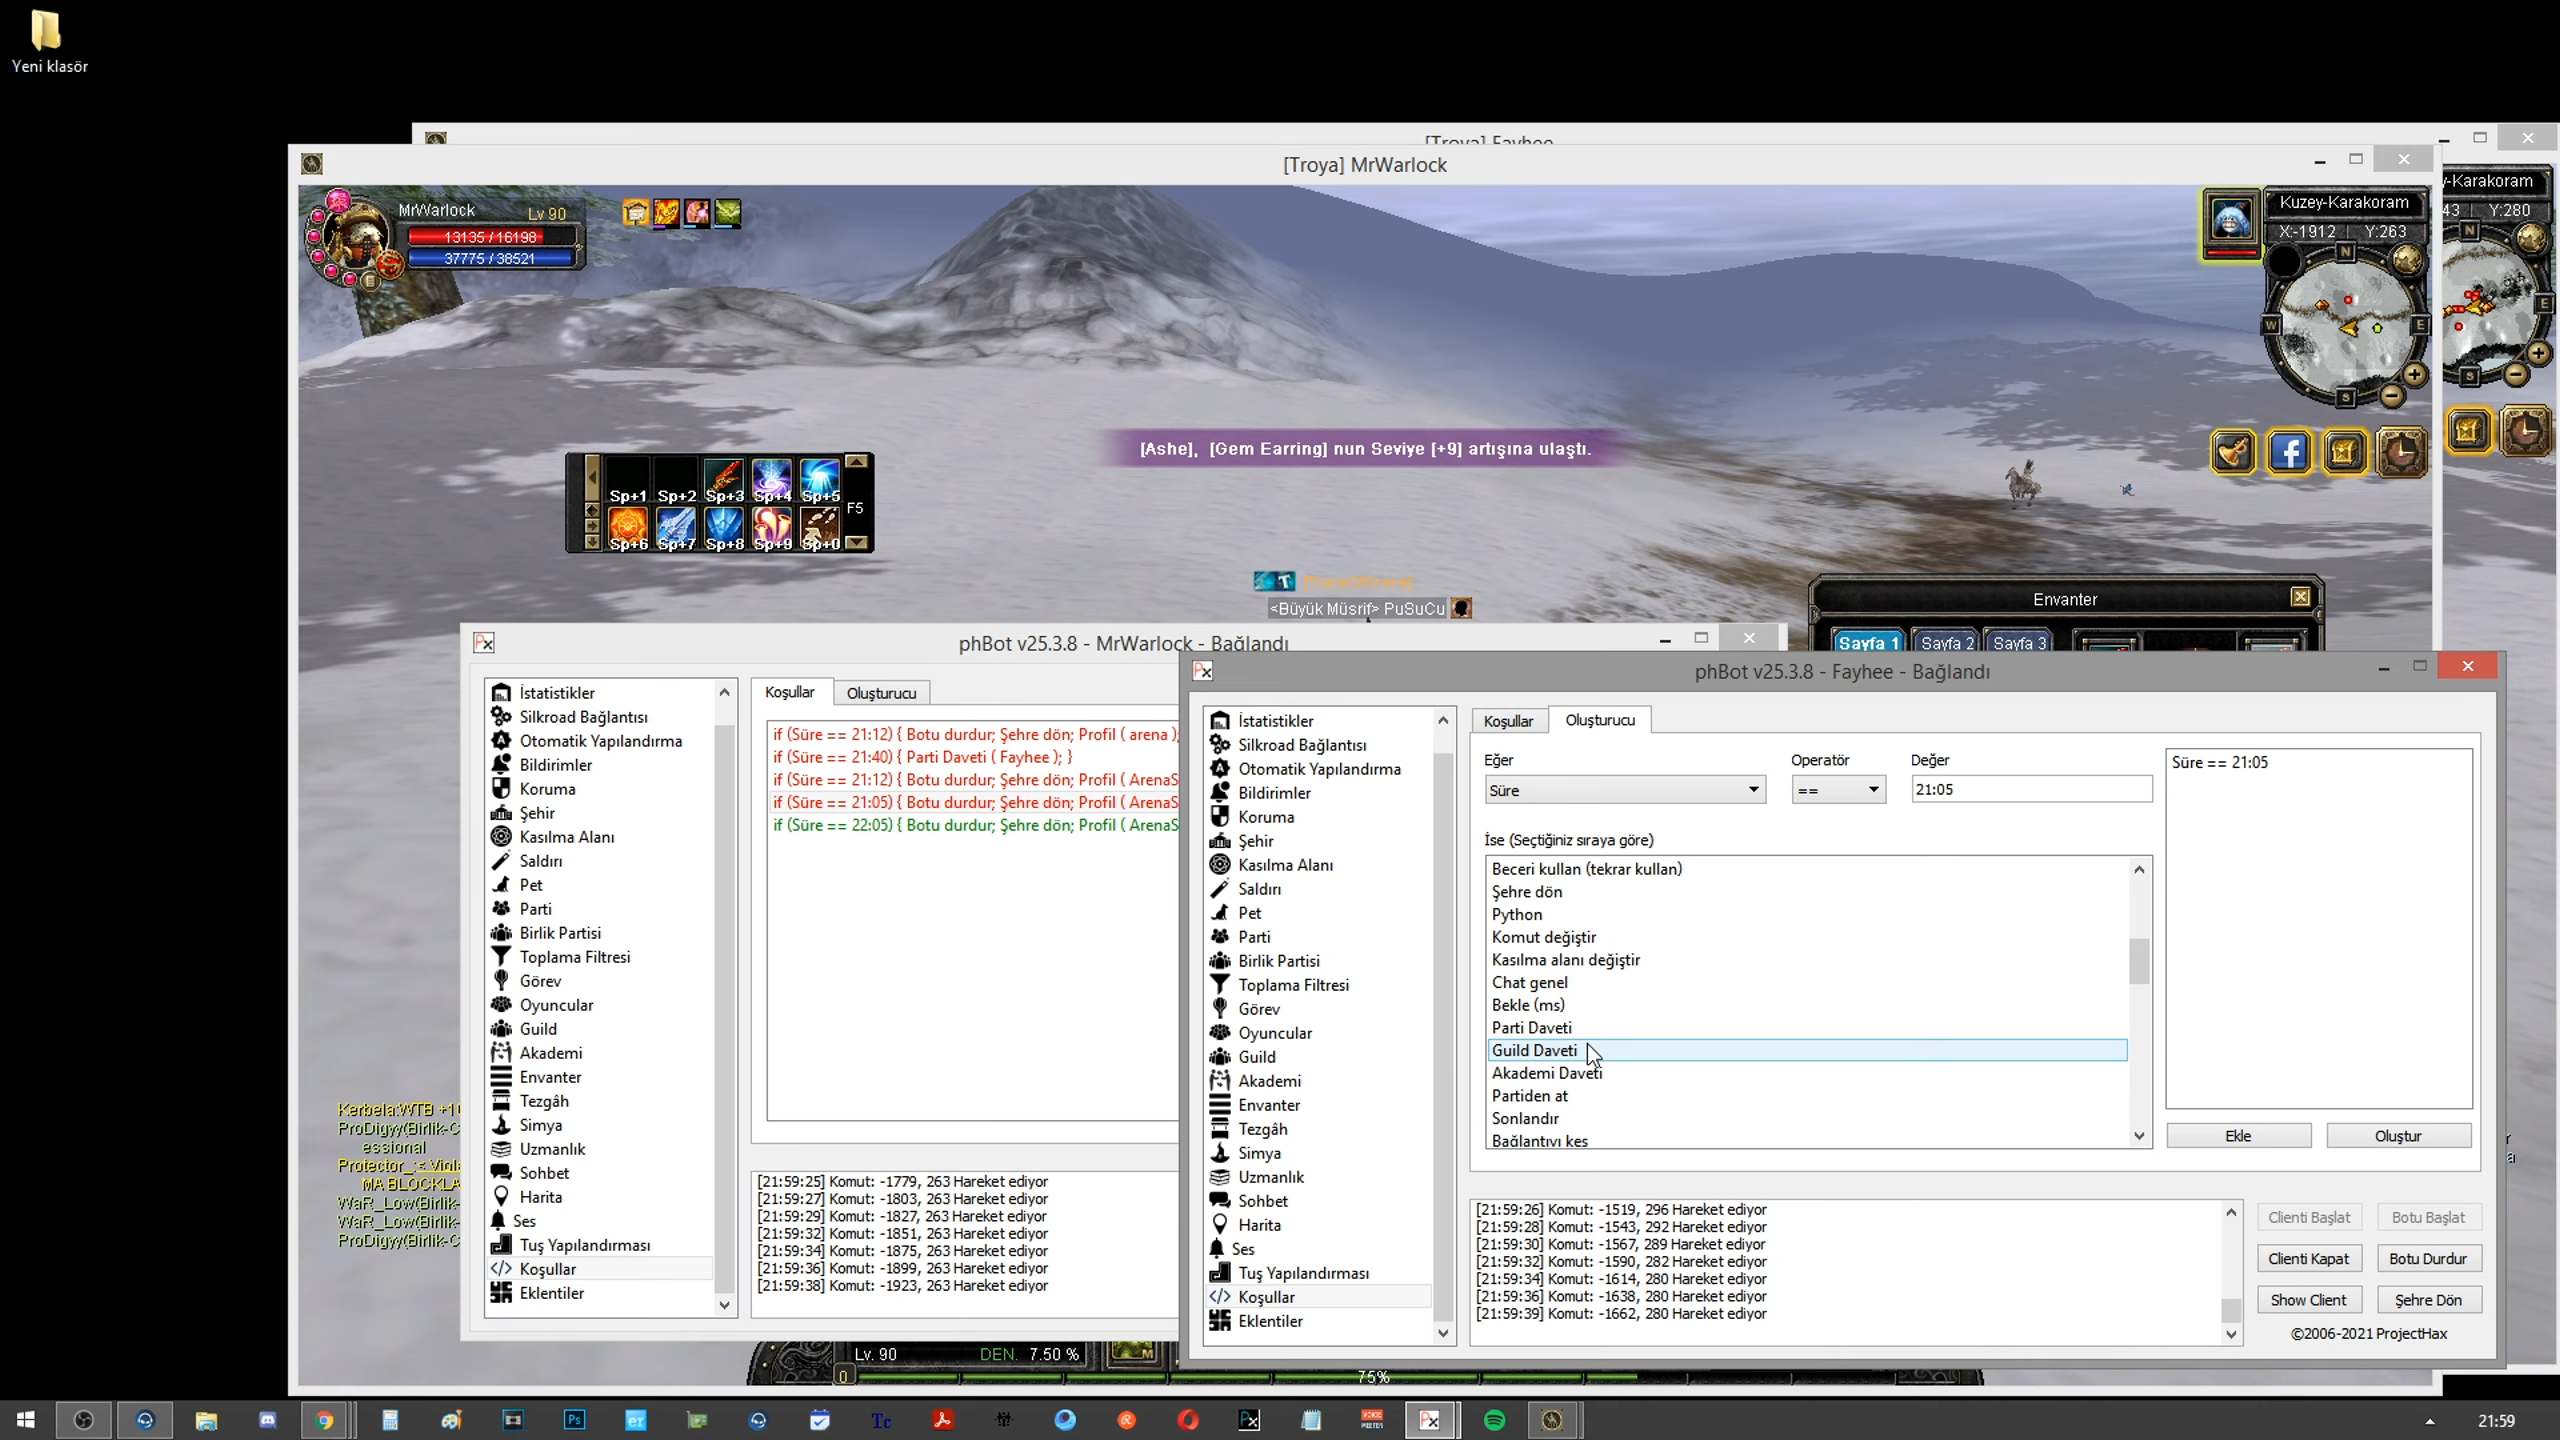 Yeni klasör
[Troya] Fayhee
[Troya] MrWarlock
MrWarlock
Lv 90
13135 / 16198
37775 / 38521
Kuzey-Karakoram
X:-1912 Y:263
N
W
E
S
y-Karakoram
43 Y:280
N
E
S
[Ashe], [Gem Earring] nun Seviye [+9] artışına ulaştı.
Sp+1 Sp+2 Sp+3 Sp+4 Sp+5
F5
Sp+6 Sp+7 Sp+8 Sp+9 Sp+0
<Büyük Müsrif> PuSuCu
Envanter
Sayfa 1 Sayfa 2 Sayfa 3
phBot v25.3.8 - MrWarlock - Bağlandı
İstatistikler
Silkroad Bağlantısı
Otomatik Yapılandırma
Bildirimler
Koruma
Şehir
Kasılma Alanı
Saldırı
Pet
Parti
Birlik Partisi
Toplama Filtresi
Görev
Oyuncular
Guild
Akademi
Envanter
Tezgâh
Simya
Uzmanlık
Sohbet
Harita
Ses
Tuş Yapılandırması
Koşullar
Eklentiler
Koşullar Oluşturucu
if (Süre == 21:12) { Botu durdur; Şehre dön; Profil ( arena );
if (Süre == 21:40) { Parti Daveti ( Fayhee ); }
if (Süre == 21:12) { Botu durdur; Şehre dön; Profil ( ArenaS
if (Süre == 21:05) { Botu durdur; Şehre dön; Profil ( ArenaS
if (Süre == 22:05) { Botu durdur; Şehre dön; Profil ( ArenaS
[21:59:25] Komut: -1779, 263 Hareket ediyor
[21:59:27] Komut: -1803, 263 Hareket ediyor
[21:59:29] Komut: -1827, 263 Hareket ediyor
[21:59:32] Komut: -1851, 263 Hareket ediyor
[21:59:34] Komut: -1875, 263 Hareket ediyor
[21:59:36] Komut: -1899, 263 Hareket ediyor
[21:59:38] Komut: -1923, 263 Hareket ediyor
phBot v25.3.8 - Fayhee - Bağlandı
İstatistikler
Silkroad Bağlantısı
Otomatik Yapılandırma
Bildirimler
Koruma
Şehir
Kasılma Alanı
Saldırı
Pet
Parti
Birlik Partisi
Toplama Filtresi
Görev
Oyuncular
Guild
Akademi
Envanter
Tezgâh
Simya
Uzmanlık
Sohbet
Harita
Ses
Tuş Yapılandırması
Koşullar
Eklentiler
Koşullar Oluşturucu
Eğer Operatör Değer
Süre == 21:05
Süre == 21:05
İse (Seçtiğiniz sıraya göre)
Beceri kullan (tekrar kullan)
Şehre dön
Python
Komut değiştir
Kasılma alanı değiştir
Chat genel
Bekle (ms)
Parti Daveti
Guild Daveti
Akademi Daveti
Partiden at
Sonlandır
Bağlantıyı kes
Ekle Oluştur
[21:59:26] Komut: -1519, 296 Hareket ediyor
[21:59:28] Komut: -1543, 292 Hareket ediyor
[21:59:30] Komut: -1567, 289 Hareket ediyor
[21:59:32] Komut: -1590, 282 Hareket ediyor
[21:59:34] Komut: -1614, 280 Hareket ediyor
[21:59:36] Komut: -1638, 280 Hareket ediyor
[21:59:39] Komut: -1662, 280 Hareket ediyor
Clienti Başlat Botu Başlat
Clienti Kapat Botu Durdur
Show Client Şehre Dön
©2006-2021 ProjectHax
Kerbela:WTB +1
ProDigyy(Birlik-C
essional
Protector_:
MA BLOCKLA
WaR_Low(Birlik-
WaR_Low(Birlik-
ProDigyy(Birlik-C
Lv. 90 DEN. 7.50 %
0
75%
21:59